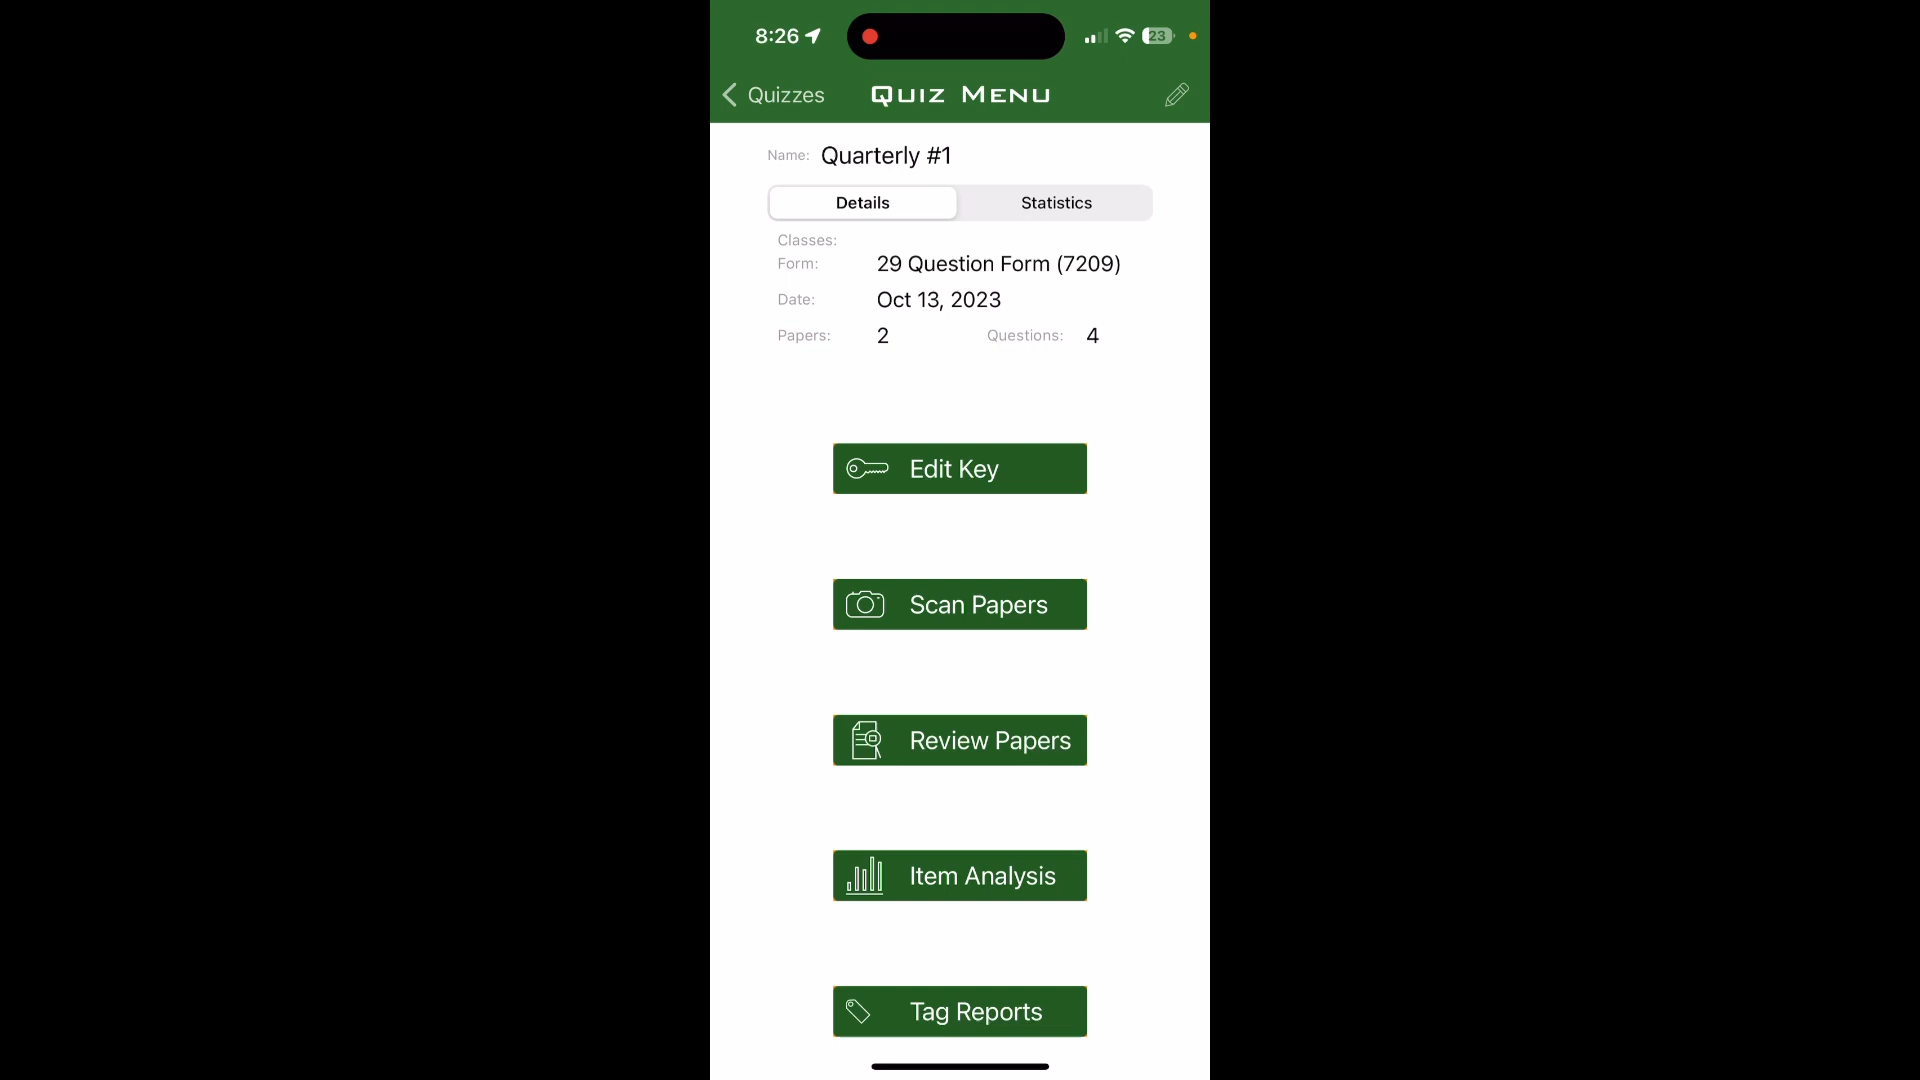 8:26
23
Quizzes
Quiz Menu
Name: Quarterly #1
Details Statistics
Classes:
Form: 29 Question Form (7209)
Date: Oct 13, 2023
Papers: 2 Questions: 4
Edit Key
Scan Papers
Review Papers
Item Analysis
Tag Reports